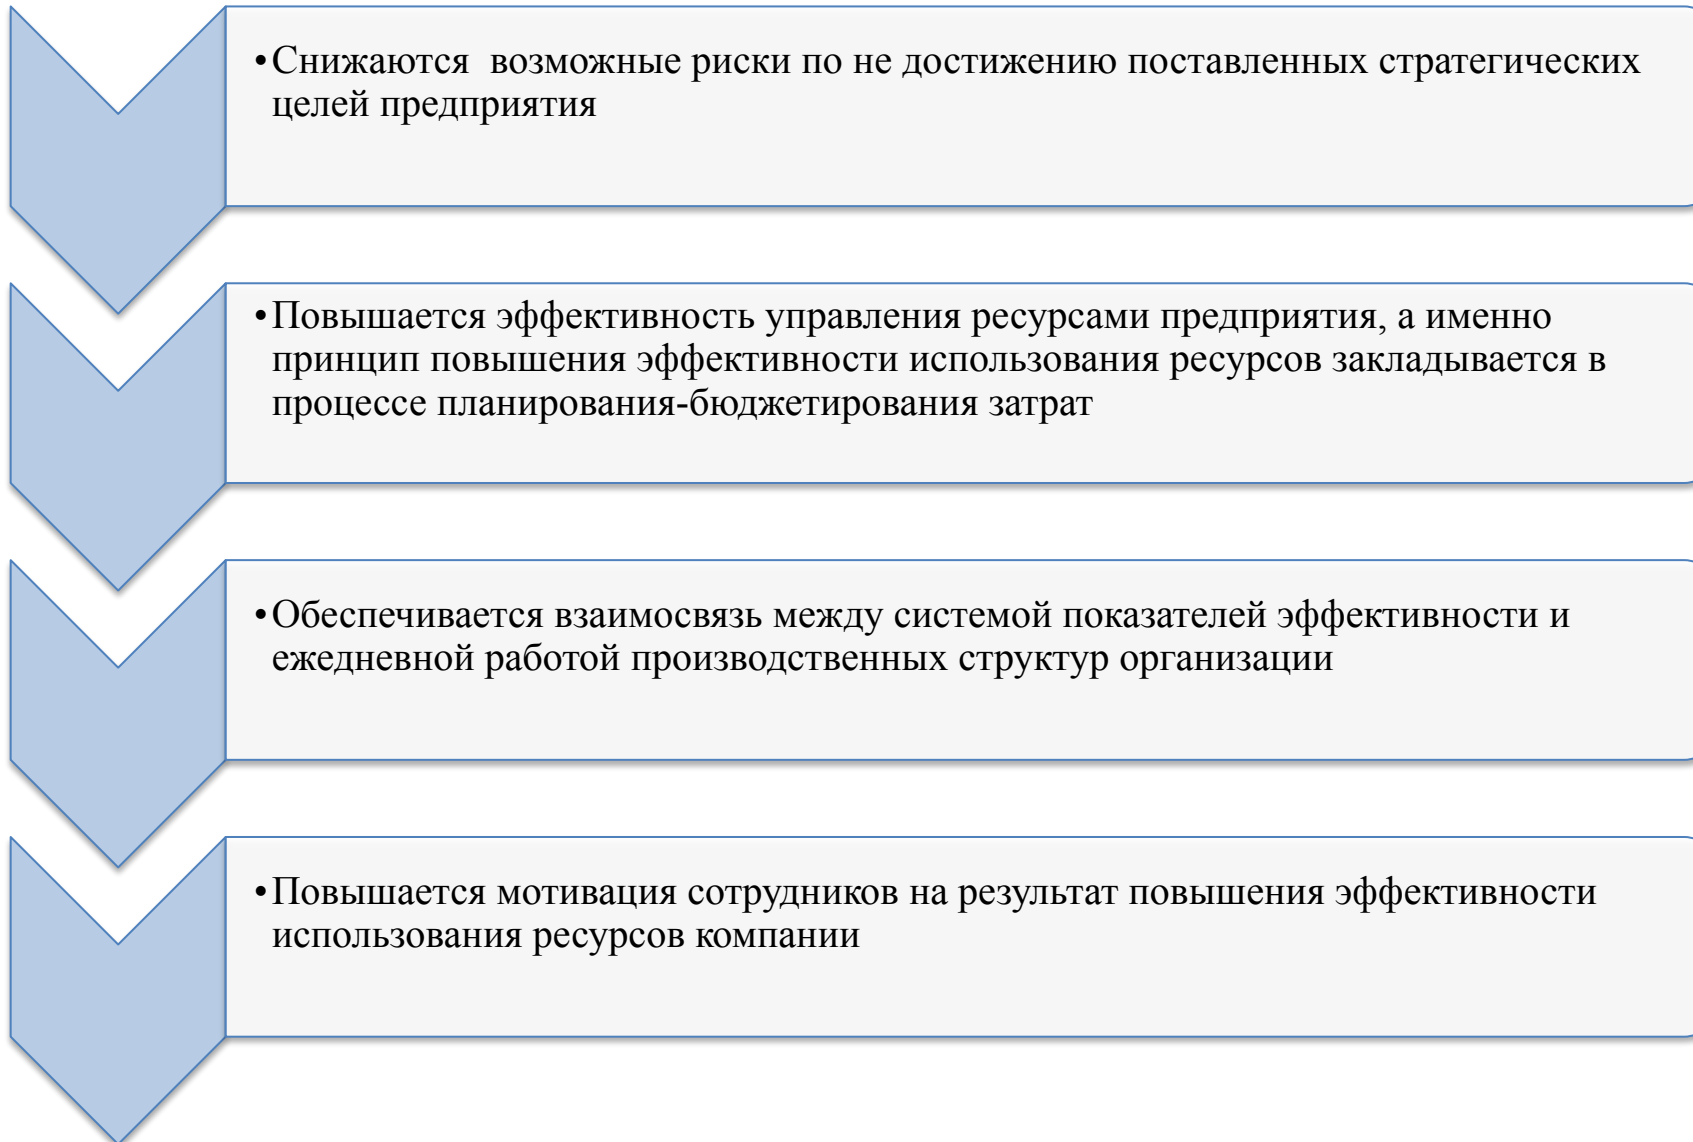 •Снижаются  возможные риски по не достижению поставленных стратегических
целей предприятия
•Повышается эффективность управления ресурсами предприятия, а именно
принцип повышения эффективности использования ресурсов закладывается в
процессе планирования-бюджетирования затрат
•Обеспечивается взаимосвязь между системой показателей эффективности и
ежедневной работой производственных структур организации
•Повышается мотивация сотрудников на результат повышения эффективности
использования ресурсов компании